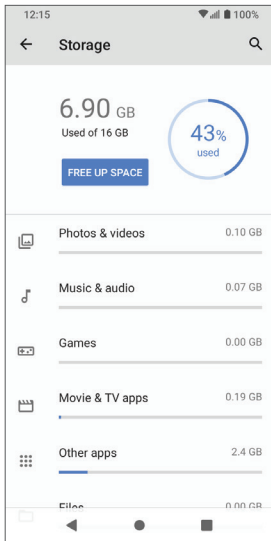 12:15 100%
Storage
6.90 GB
Used of 16 GB
43% used
FREE UP SPACE
Photos & videos 0.10 GB
Music & audio 0.07 GB
Games 0.00 GB
Movie & TV apps 0.19 GB
Other apps 2.4 GB
Files 0.00 GB